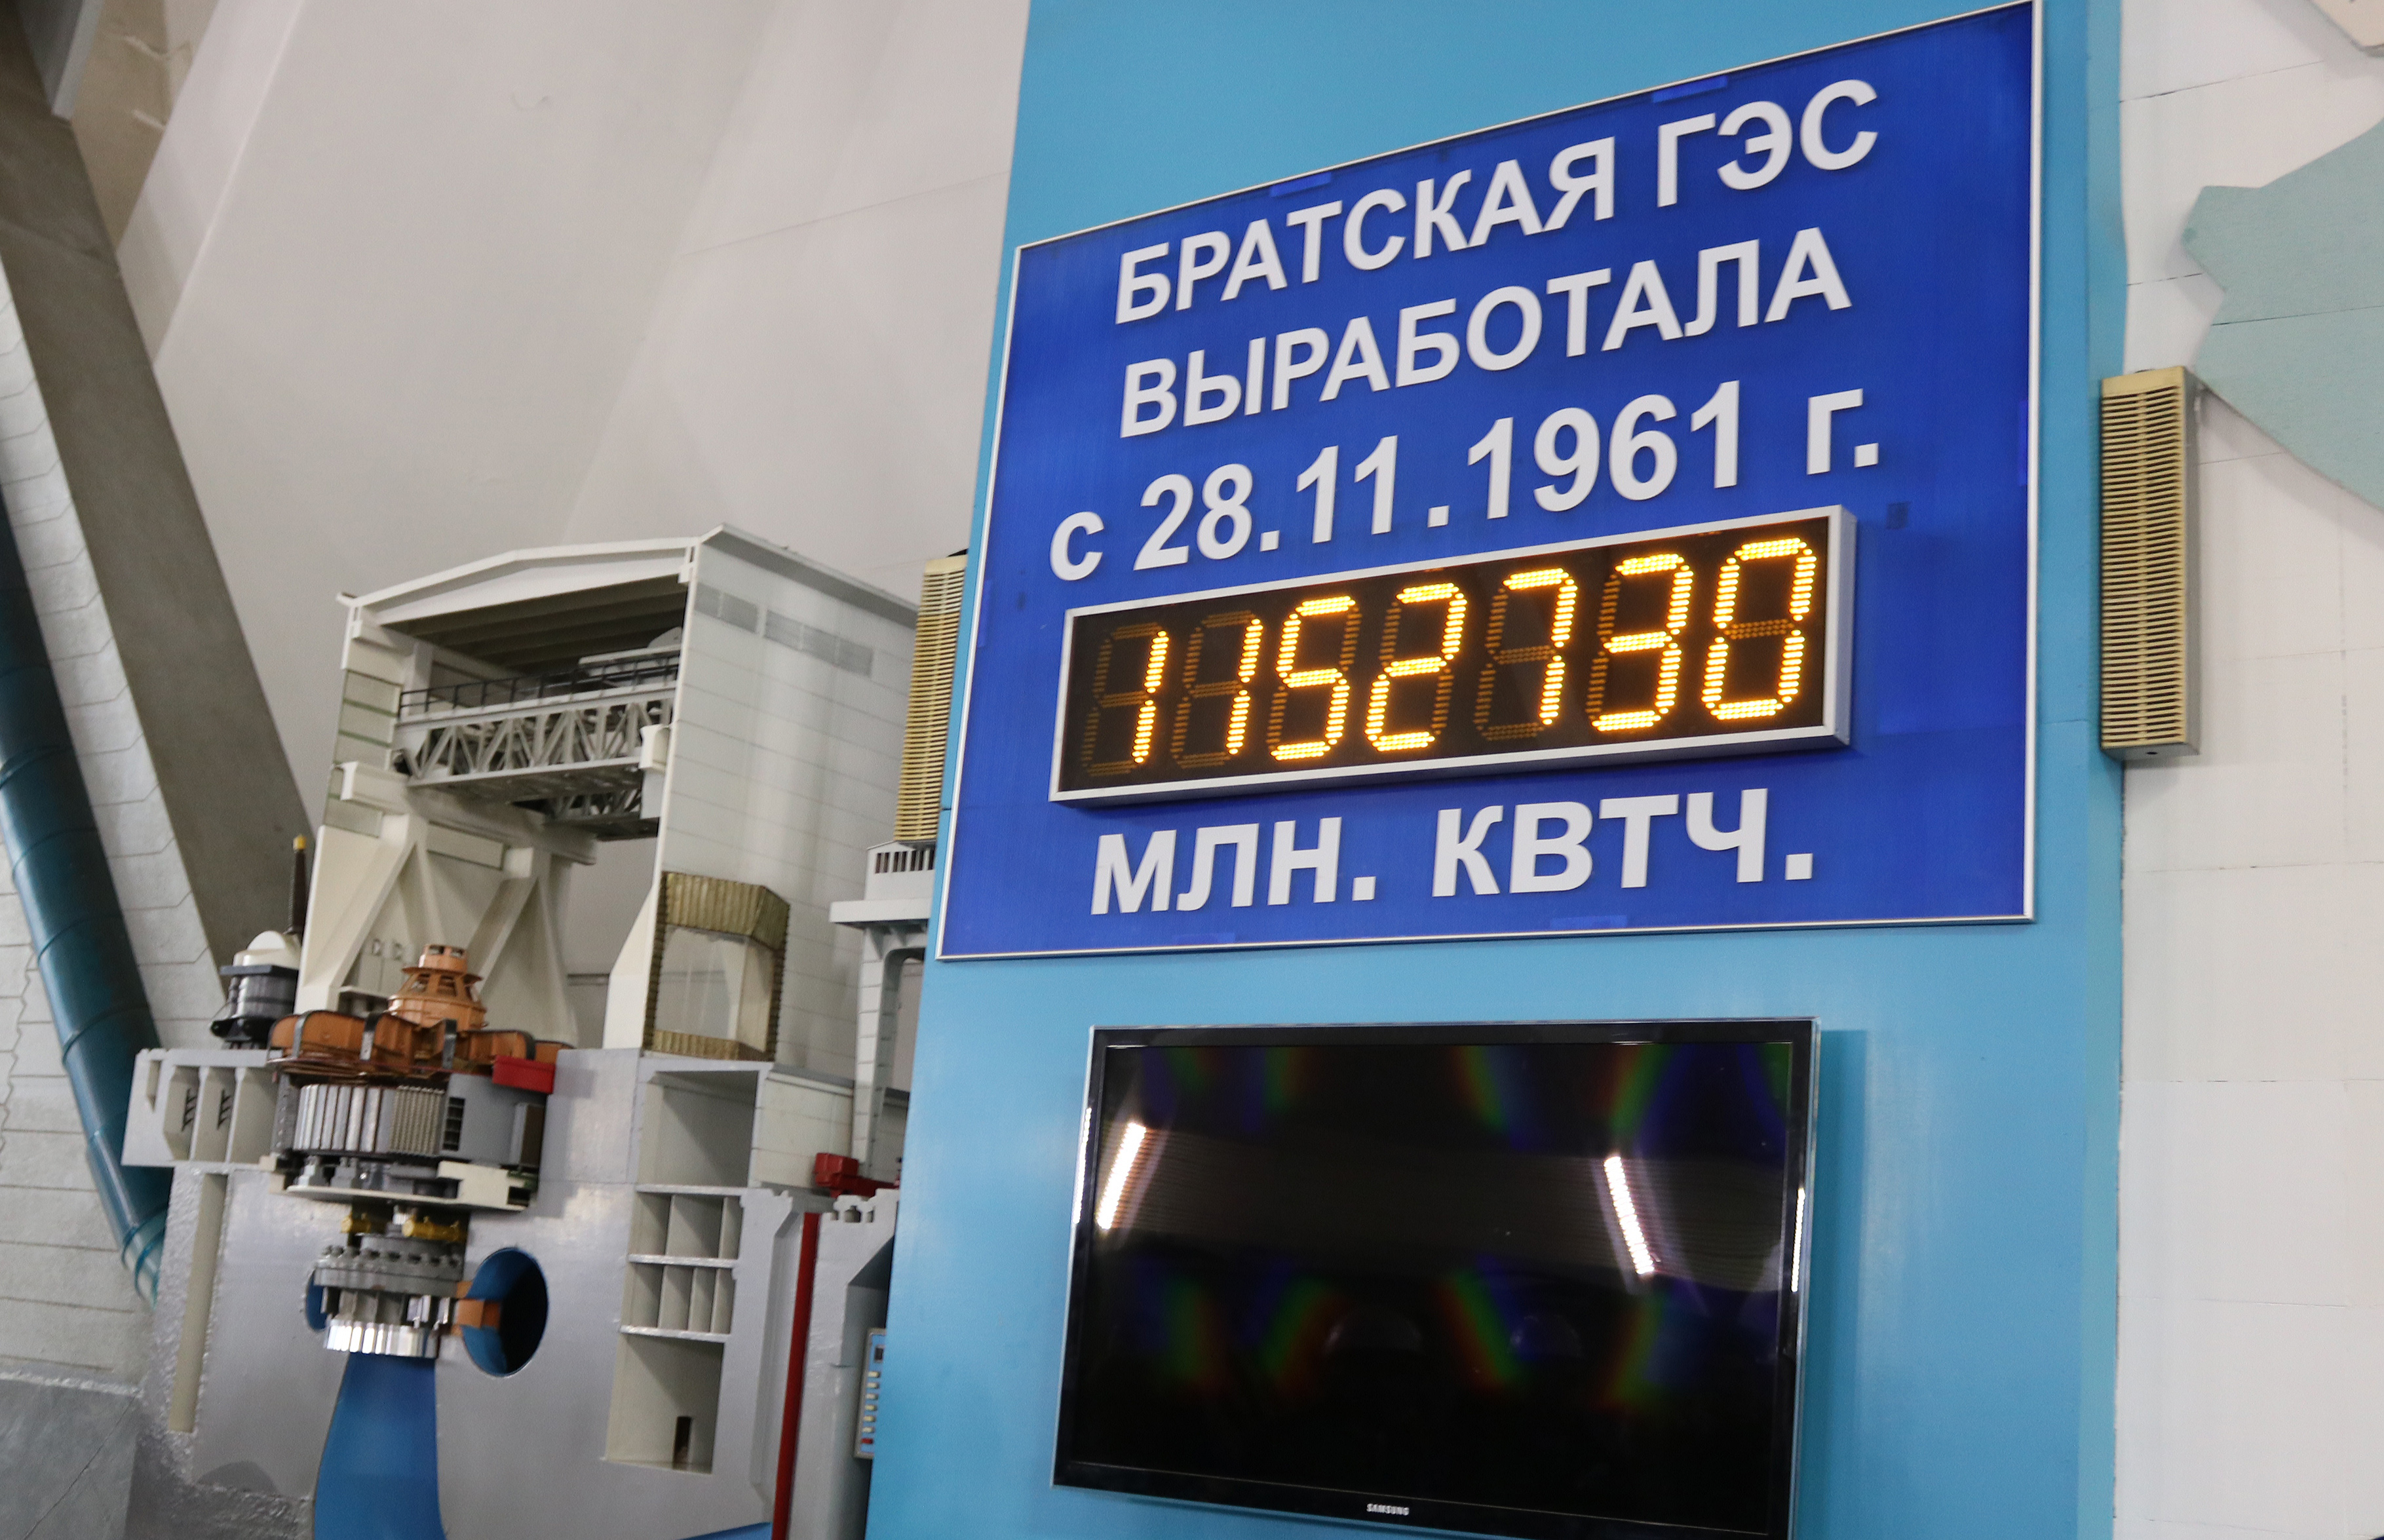 БРАТСКАЯ ГЭС
ВЫРАБОТАЛА
с 28.11.1961 г.
1152730
МЛН. КВТЧ.
SAMSUNG